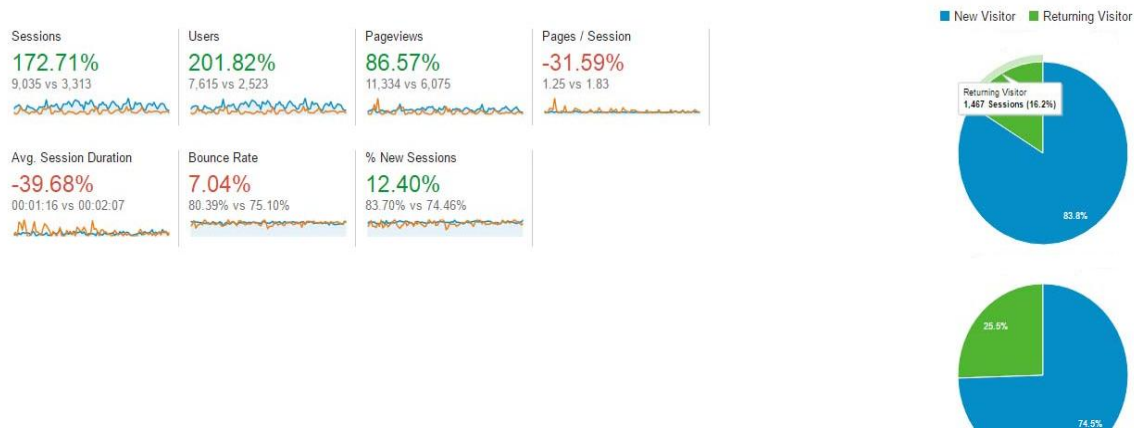 New Visitor Returning Visitor
Sessions
172.71%
9,035 vs 3,313
Users
201.82%
7,615 vs 2,523
Pageviews
86.57%
11,334 vs 6,075
Pages / Session
-31.59%
1.25 vs 1.83
Avg. Session Duration
-39.68%
00:01:16 vs 00:02:07
Bounce Rate
7.04%
80.39% vs 75.10%
% New Sessions
12.40%
83.70% vs 74.46%
Returning Visitor
1,467 Sessions (16.2%)
83.8%
25.5%
74.5%